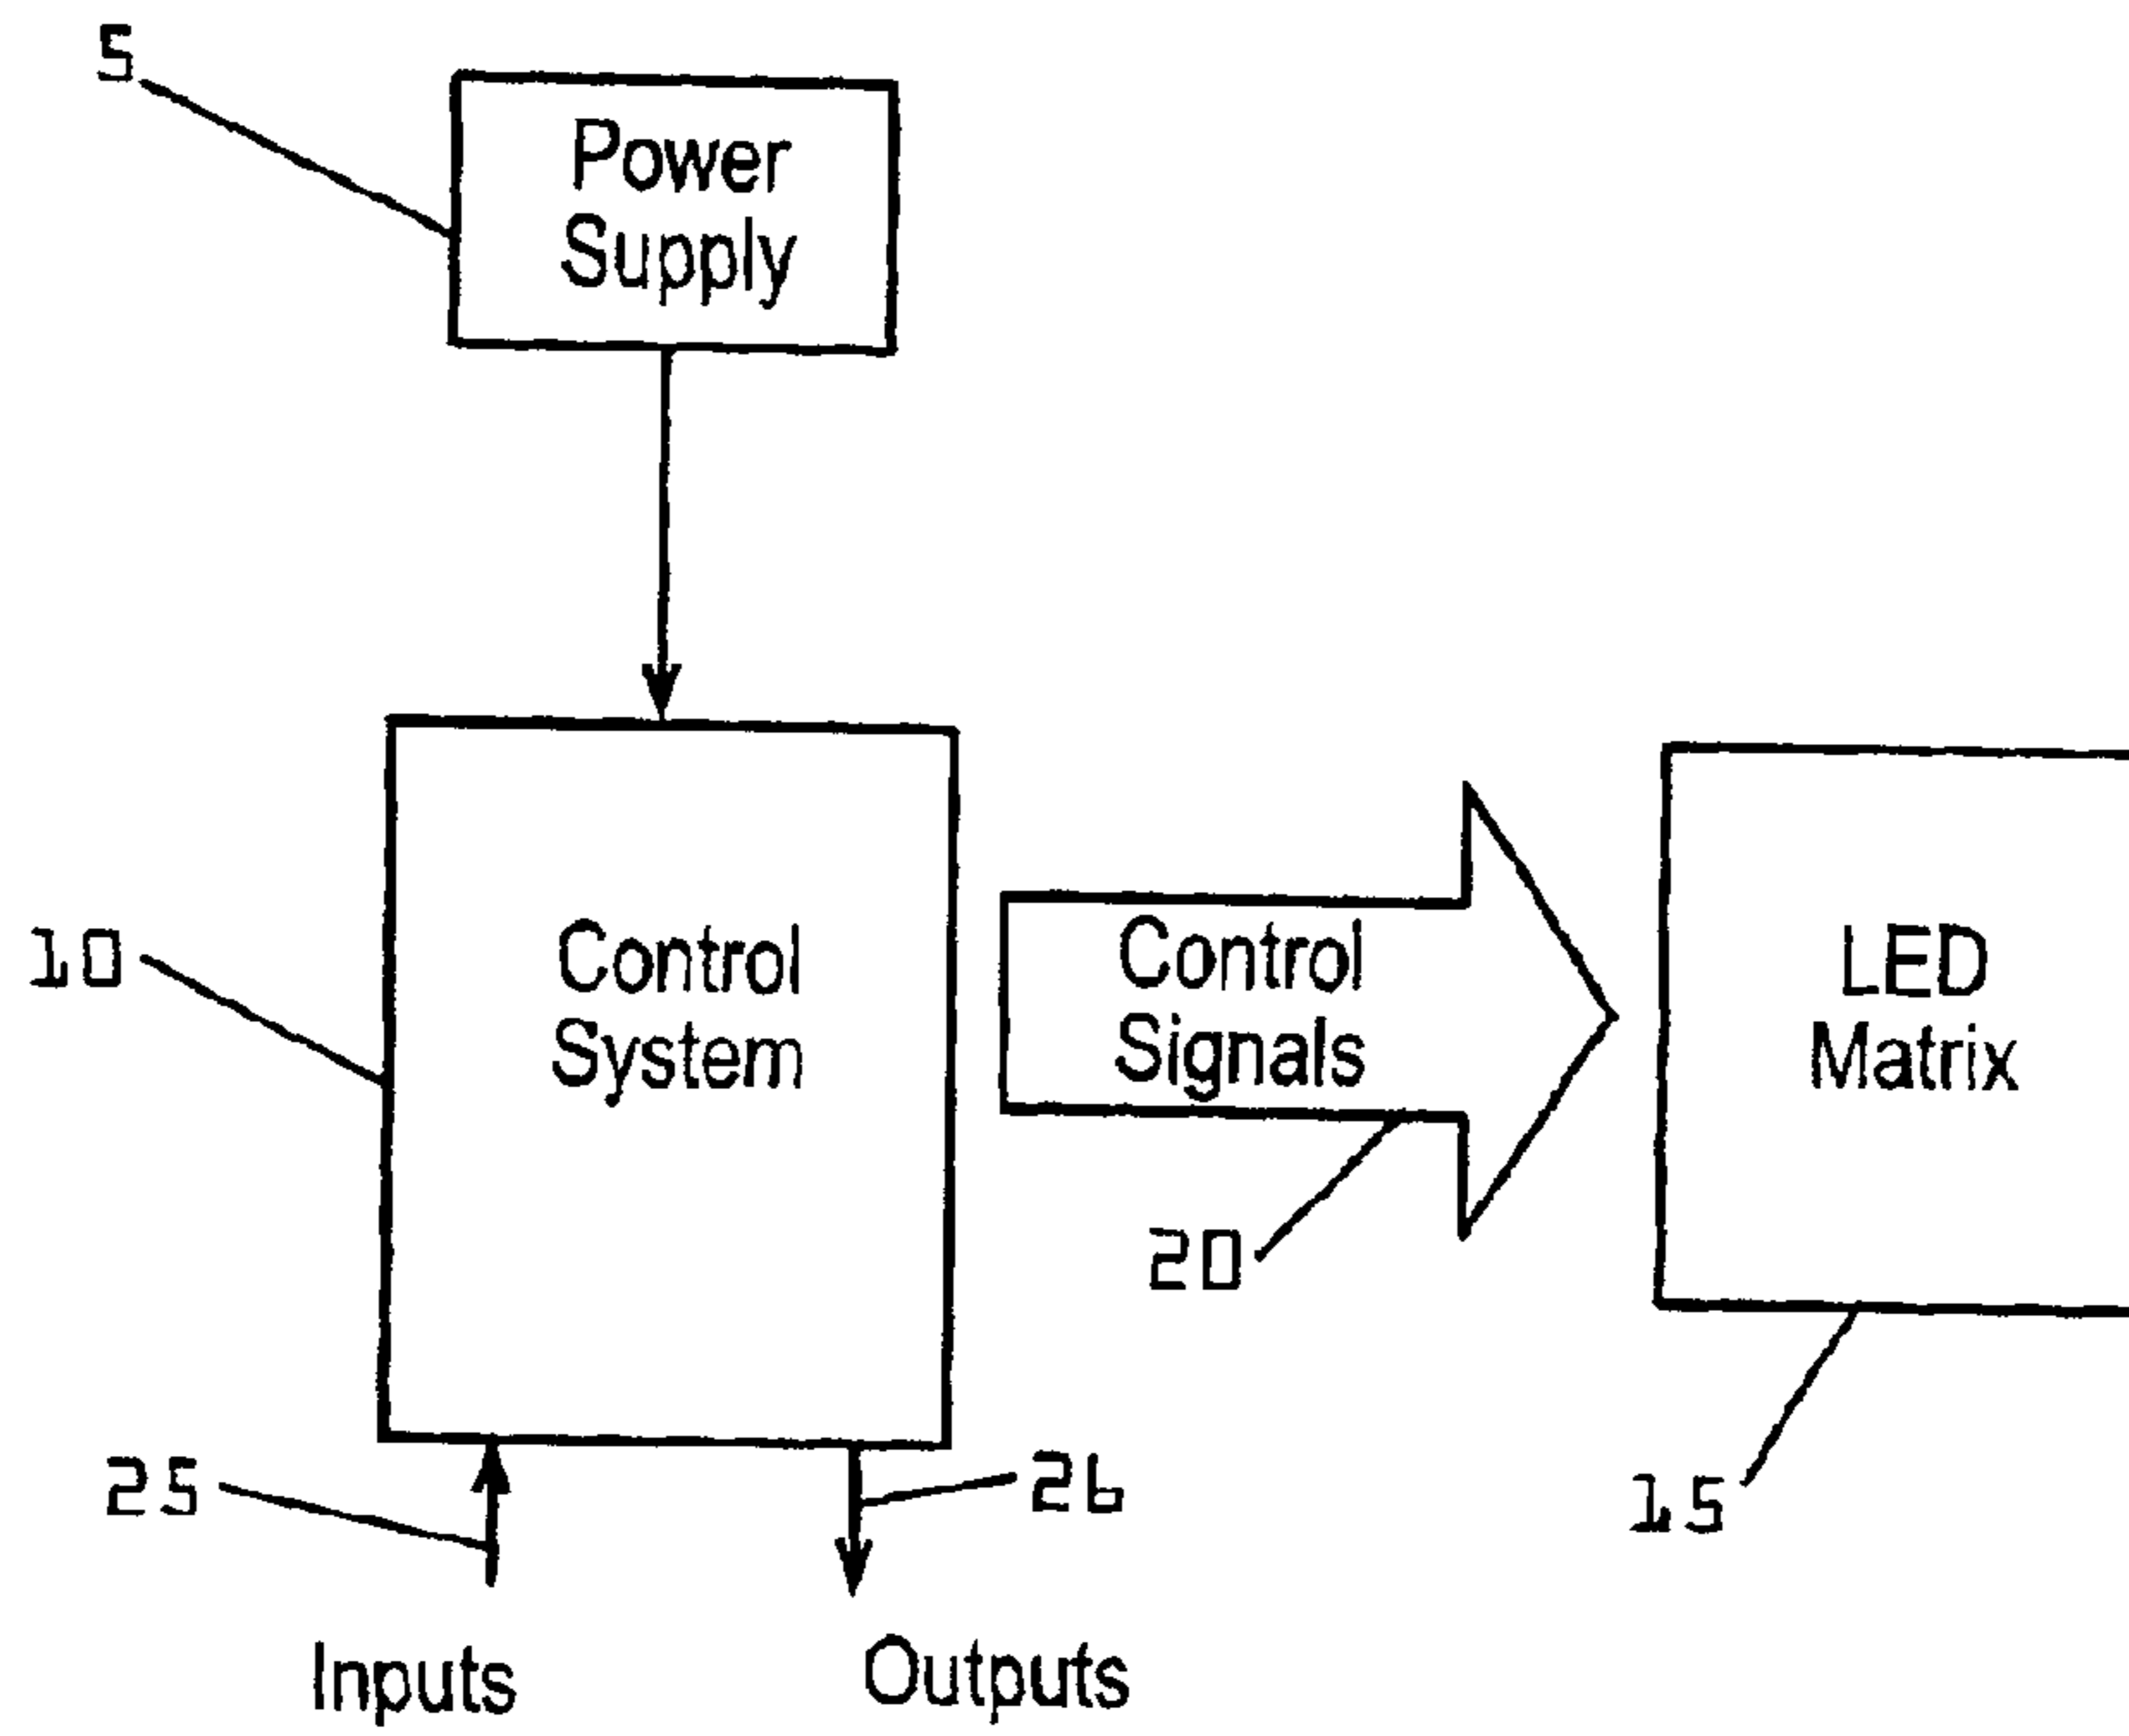 5
Power
Supply
10
Control
System
Control
Signals
LED
Matrix
20
25
26
15
Inputs
Outputs